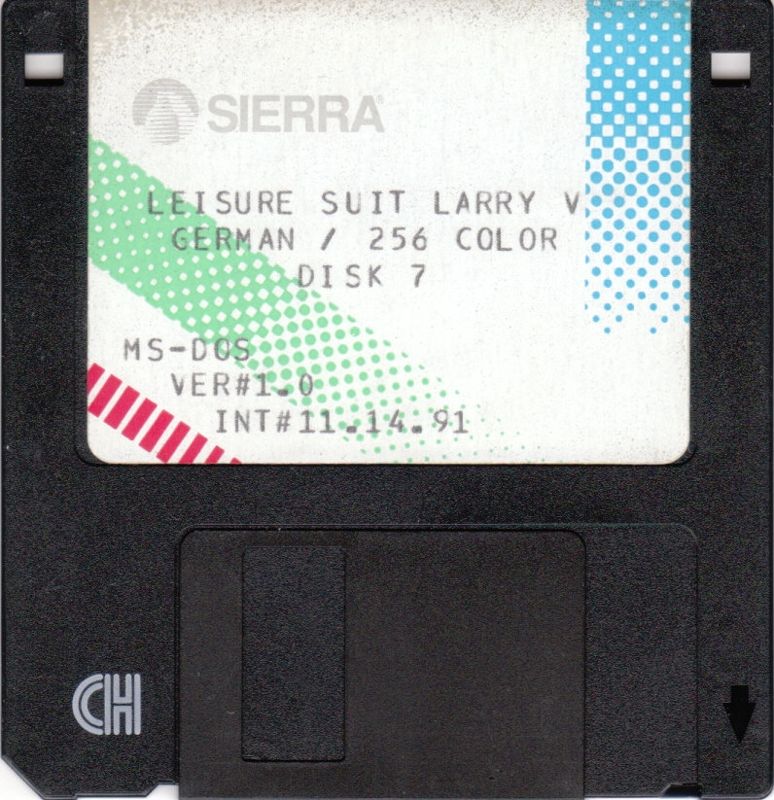 SIERRA
LEISURE SUIT LARRY V
GERMAN / 256 COLOR
DISK 7
MS-DOS
VER#1.0
INT#11.14.91
CH